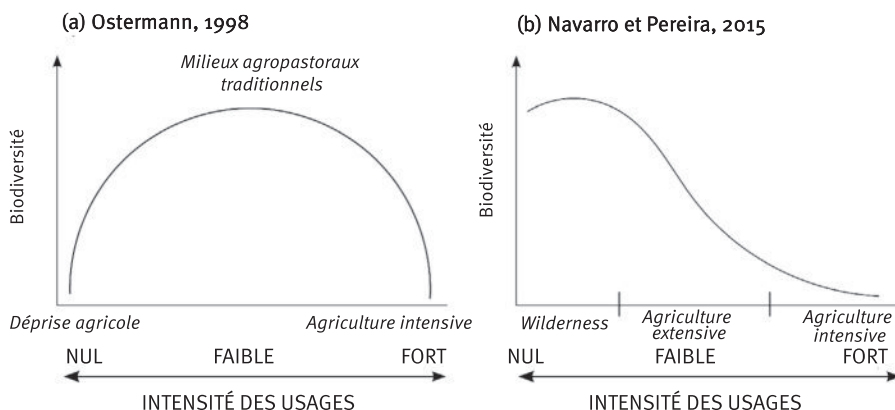 (a) Ostermann, 1998
Milieux agropastoraux
traditionnels
Biodiversité
Déprise agricole
Agriculture intensive
NUL
FAIBLE
FORT
INTENSITÉ DES USAGES
(b) Navarro et Pereira, 2015
Biodiversité
Wilderness
Agriculture
extensive
Agriculture
intensive
NUL
FAIBLE
FORT
INTENSITÉ DES USAGES